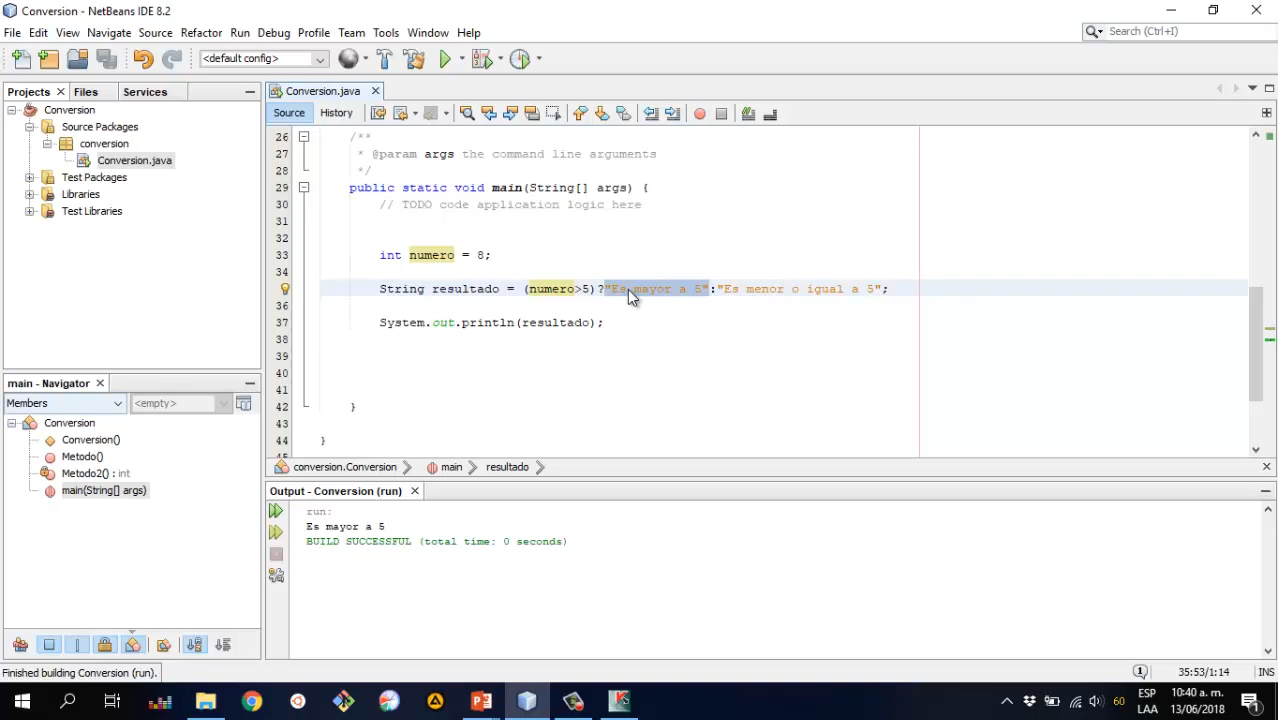 Conversion - NetBeans IDE 8.2
File Edit View Navigate Source Refactor Run Debug Profile Team Tools Window Help
Search (Ctrl+I)
<default config>
Projects Files Services
Conversion
Source Packages
conversion
Conversion.java
Test Packages
Libraries
Test Libraries
Conversion.java
Source History
26 /**
27 * @param args the command line arguments
28 */
29 public static void main(String[] args) {
30 // TODO code application logic here
31
32
33 int numero = 8;
34
35 String resultado = (numero>5)?"Es mayor a 5":"Es menor o igual a 5";
36
37 System.out.println(resultado);
38
39
40
41
42 }
43
44 }
conversion.Conversion main resultado
main - Navigator
Members <empty>
Conversion
Conversion()
Metodo()
Metodo2() : int
main(String[] args)
Output - Conversion (run)
run:
Es mayor a 5
BUILD SUCCESSFUL (total time: 0 seconds)
Finished building Conversion (run).
1 35:53/1:14 INS
60 ESP 10:40 a. m.
LAA 13/06/2018 1